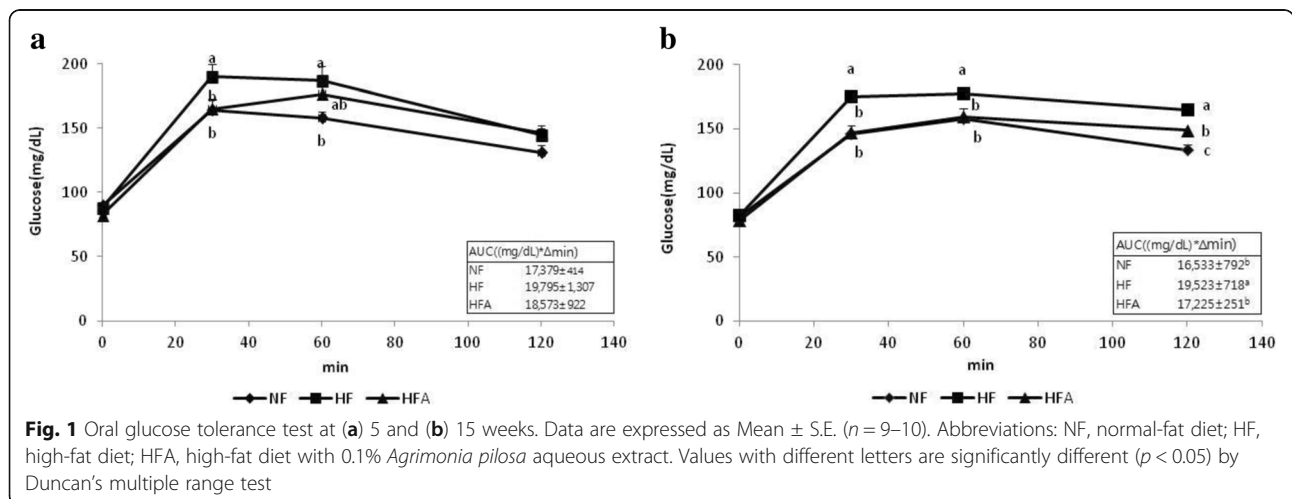 a
200
150
100
50
0
Glucose(mg/dL)
a
a
b
ab
b
b
AUC((mg/dL)*Δmin)
NF 17,379±414
HF 19,795±1,307
HFA 18,573±922
0 20 40 60 80 100 120 140
min
NF HF HFA
b
200
150
100
50
0
Glucose(mg/dL)
a
a
b
b
a
b
b
b
c
AUC((mg/dL)*Δmin)
NF 16,533±792ᵇ
HF 19,523±718ᵃ
HFA 17,225±251ᵇ
0 20 40 60 80 100 120 140
min
NF HF HFA
Fig. 1 Oral glucose tolerance test at (a) 5 and (b) 15 weeks. Data are expressed as Mean ± S.E. (n = 9–10). Abbreviations: NF, normal-fat diet; HF,
high-fat diet; HFA, high-fat diet with 0.1% Agrimonia pilosa aqueous extract. Values with different letters are significantly different (p < 0.05) by
Duncan’s multiple range test